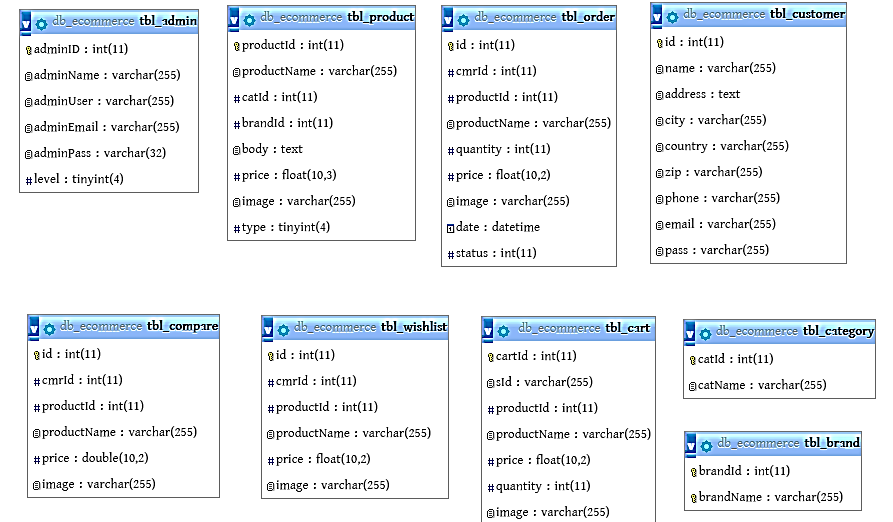 db_ecommerce tbl_admin
adminID : int(11)
adminName : varchar(255)
adminUser : varchar(255)
adminEmail : varchar(255)
adminPass : varchar(32)
level : tinyint(4)
db_ecommerce tbl_product
productId : int(11)
productName : varchar(255)
catId : int(11)
brandId : int(11)
body : text
price : float(10,3)
image : varchar(255)
type : tinyint(4)
db_ecommerce tbl_order
id : int(11)
cmrId : int(11)
productId : int(11)
productName : varchar(255)
quantity : int(11)
price : float(10,2)
image : varchar(255)
date : datetime
status : int(11)
db_ecommerce tbl_customer
id : int(11)
name : varchar(255)
address : text
city : varchar(255)
country : varchar(255)
zip : varchar(255)
phone : varchar(255)
email : varchar(255)
pass : varchar(255)
db_ecommerce tbl_compare
id : int(11)
cmrId : int(11)
productId : int(11)
productName : varchar(255)
price : double(10,2)
image : varchar(255)
db_ecommerce tbl_wishlist
id : int(11)
cmrId : int(11)
productId : int(11)
productName : varchar(255)
price : float(10,2)
image : varchar(255)
db_ecommerce tbl_cart
cartId : int(11)
sId : varchar(255)
productId : int(11)
productName : varchar(255)
price : float(10,2)
quantity : int(11)
image : varchar(255)
db_ecommerce tbl_category
catId : int(11)
catName : varchar(255)
db_ecommerce tbl_brand
brandId : int(11)
brandName : varchar(255)